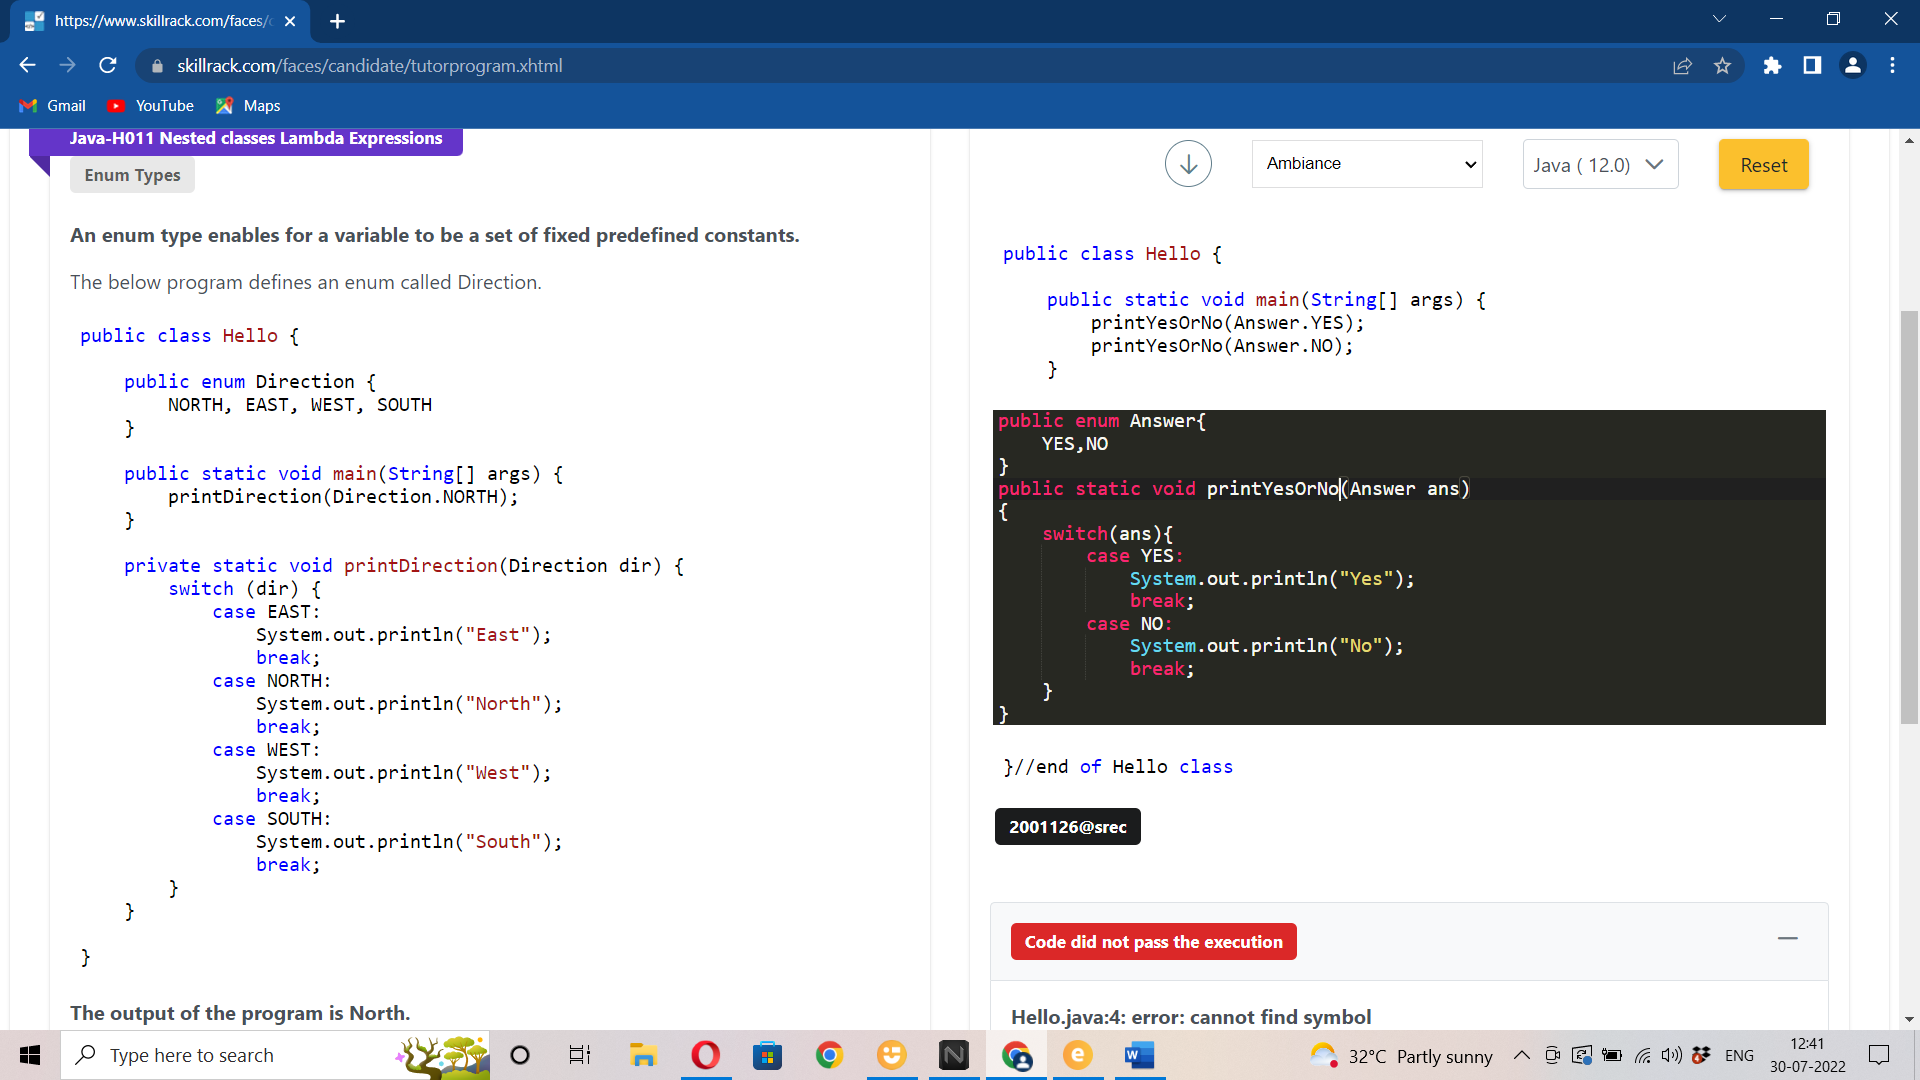 https://www.skillrack.com/faces/c
skillrack.com/faces/candidate/tutorprogram.xhtml
Gmail
YouTube
Maps
Java-H011 Nested classes Lambda Expressions
Enum Types
An enum type enables for a variable to be a set of fixed predefined constants.
The below program defines an enum called Direction.
public class Hello {
public enum Direction {
NORTH, EAST, WEST, SOUTH
}
public static void main(String[] args) {
printDirection(Direction.NORTH);
}
private static void printDirection(Direction dir) {
switch (dir) {
case EAST:
System.out.println("East");
break;
case NORTH:
System.out.println("North");
break;
case WEST:
System.out.println("West");
break;
case SOUTH:
System.out.println("South");
break;
}
}
}
The output of the program is North.
Ambiance
Java ( 12.0)
Reset
public class Hello {
public static void main(String[] args) {
printYesOrNo(Answer.YES);
printYesOrNo(Answer.NO);
}
public enum Answer{
YES,NO
}
public static void printYesOrNo(Answer ans)
{
switch(ans){
case YES:
System.out.println("Yes");
break;
case NO:
System.out.println("No");
break;
}
}
}//end of Hello class
2001126@srec
Code did not pass the execution
Hello.java:4: error: cannot find symbol
Type here to search
32°C Partly sunny
ENG
12:41
30-07-2022